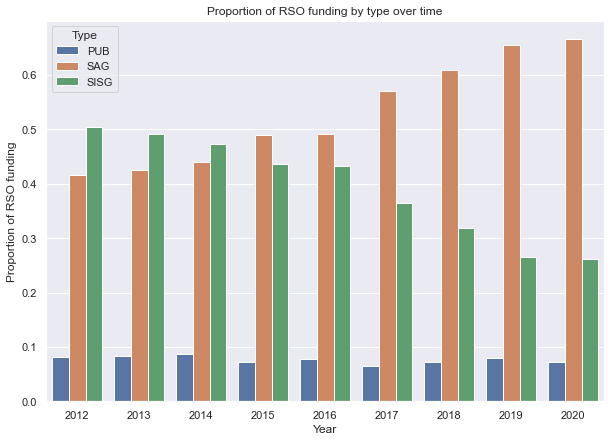 Proportion of RSO funding by type over time
Type
PUB
SAG
SISG
Proportion of RSO funding
0.6
0.5
0.4
0.3
0.2
0.1
0.0
2012 2013 2014 2015 2016 2017 2018 2019 2020
Year